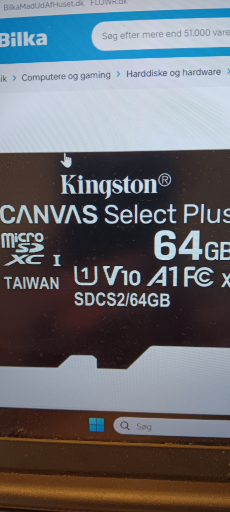 BilkaMadUdAfHuset.dk FLOWR.dk
Bilka
Søg efter mere end 51.000 vare
ik > Computere og gaming > Harddiske og hardware >
Kingston®
CANVAS Select Plus
64GB
micro SD XC I
TAIWAN
U1 V10 A1 FC X
SDCS2/64GB
Søg